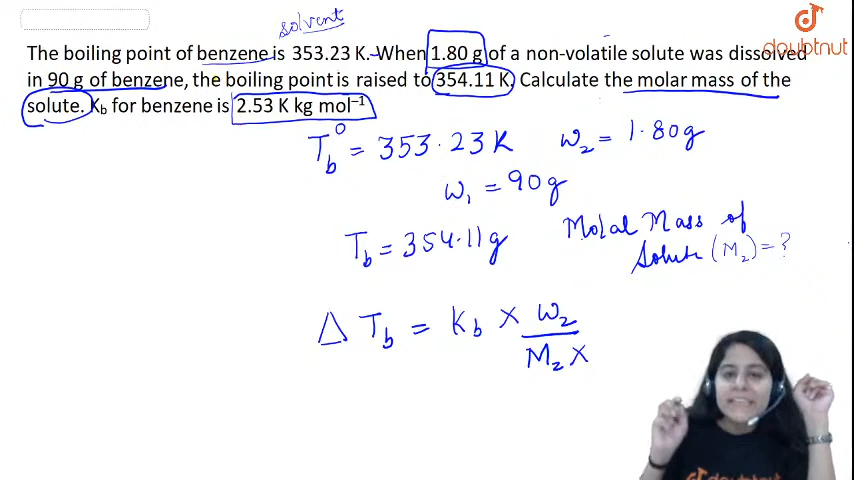 solvent
doubtnut
The boiling point of benzene is 353.23 K. When 1.80 g of a non-volatile solute was dissolved
in 90 g of benzene, the boiling point is raised to 354.11 K. Calculate the molar mass of the
solute. Kb for benzene is 2.53 K kg mol–1
Tb0 = 353.23 K w2 = 1.80g
w1 = 90g
Tb = 354.11g Molal Mass of
Solute (M2) = ?
Δ Tb = Kb × w2
M2 ×
doubtnut